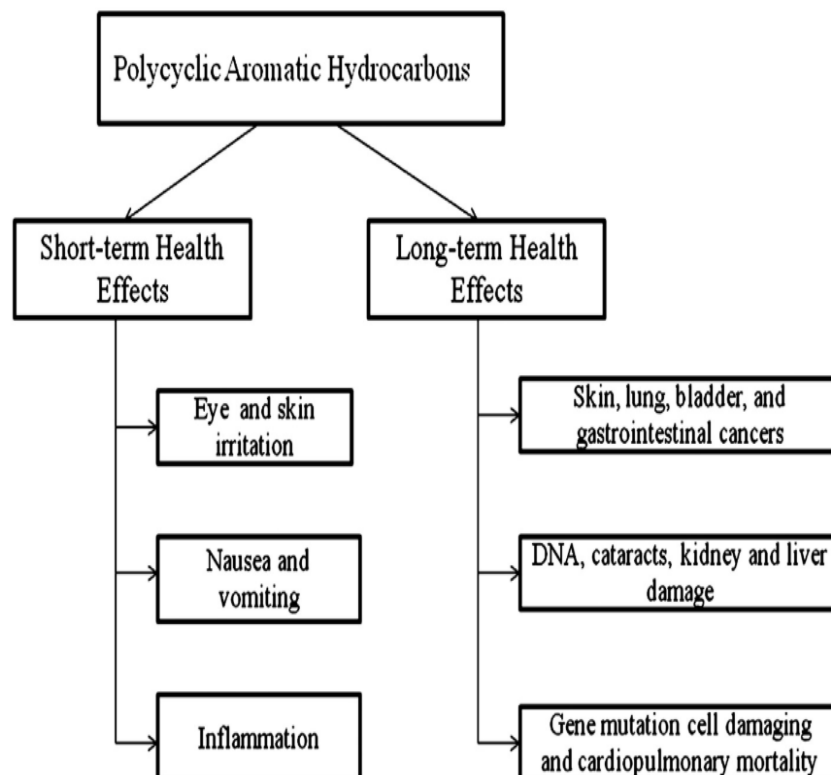 Polycyclic Aromatic Hydrocarbons
Short-term Health
Effects
Long-term Health
Effects
Eye and skin
irritation
Skin, lung, bladder, and
gastrointestinal cancers
Nausea and
vomiting
DNA, cataracts, kidney and liver
damage
Inflammation
Gene mutation cell damaging
and cardiopulmonary mortality